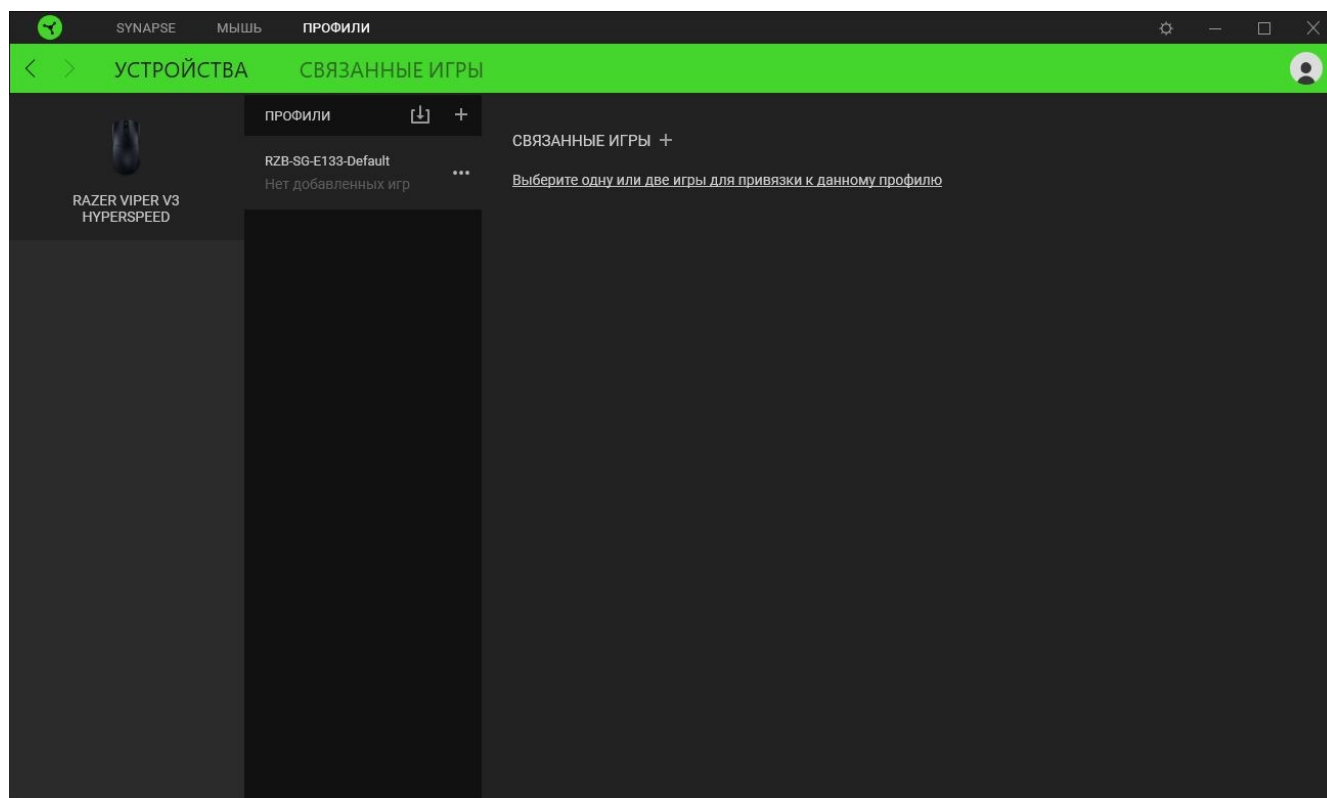 SYNAPSE МЫШЬ ПРОФИЛИ
УСТРОЙСТВА СВЯЗАННЫЕ ИГРЫ
RAZER VIPER V3
HYPERSPEED
ПРОФИЛИ
RZB-SG-E133-Default
Нет добавленных игр
СВЯЗАННЫЕ ИГРЫ
Выберите одну или две игры для привязки к данному профилю